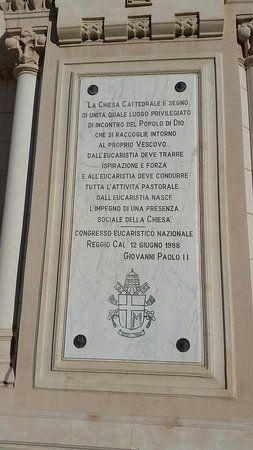 "LA CHIESA CATTEDRALE È SEGNO
DI UNITÀ, QUALE LUOGO PRIVILEGIATO
DI INCONTRO DEL POPOLO DI DIO
CHE SI RACCOGLIE INTORNO
AL PROPRIO VESCOVO...
DALL'EUCARISTIA DEVE TRARRE
ISPIRAZIONE E FORZA
E ALL'EUCARISTIA DEVE CONDURRE
TUTTA L'ATTIVITÀ PASTORALE.
DALL'EUCARISTIA NASCE
L'IMPEGNO DI UNA PRESENZA
SOCIALE DELLA CHIESA.
CONGRESSO EUCARISTICO NAZIONALE
REGGIO CAL. 12 GIUGNO 1988
GIOVANNI PAOLO II